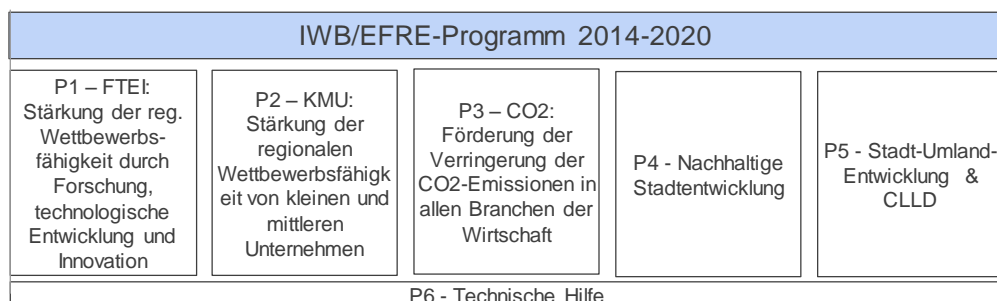 IWB/EFRE-Programm 2014-2020
P1 – FTEI:
Stärkung der reg.
Wettbewerbs-
fähigkeit durch
Forschung,
technologische
Entwicklung und
Innovation
P2 – KMU:
Stärkung der
regionalen
Wettbewerbsfähigk
eit von kleinen und
mittleren
Unternehmen
P3 – CO2:
Förderung der
Verringerung der
CO2-Emissionen in
allen Branchen der
Wirtschaft
P4 - Nachhaltige
Stadtentwicklung
P5 - Stadt-Umland-
Entwicklung &
CLLD
P6 - Technische Hilfe